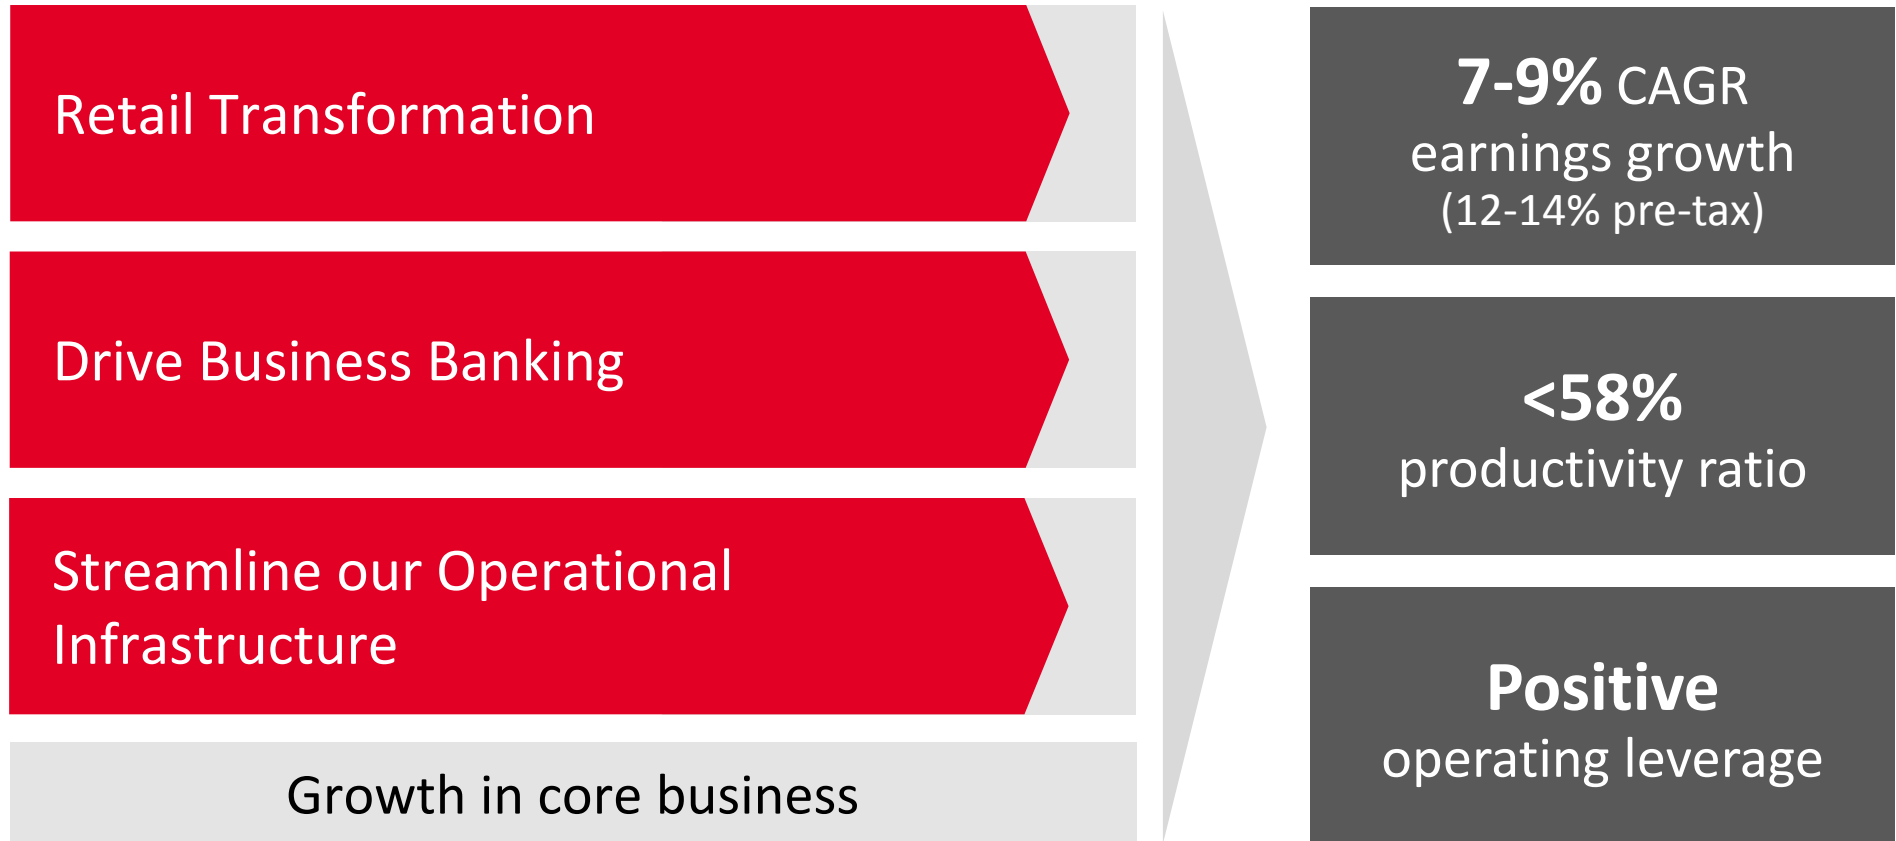 Retail Transformation
Drive Business Banking
Streamline our Operational
Infrastructure
Growth in core business
7-9% CAGR
earnings growth
(12-14% pre-tax)
<58%
productivity ratio
Positive
operating leverage